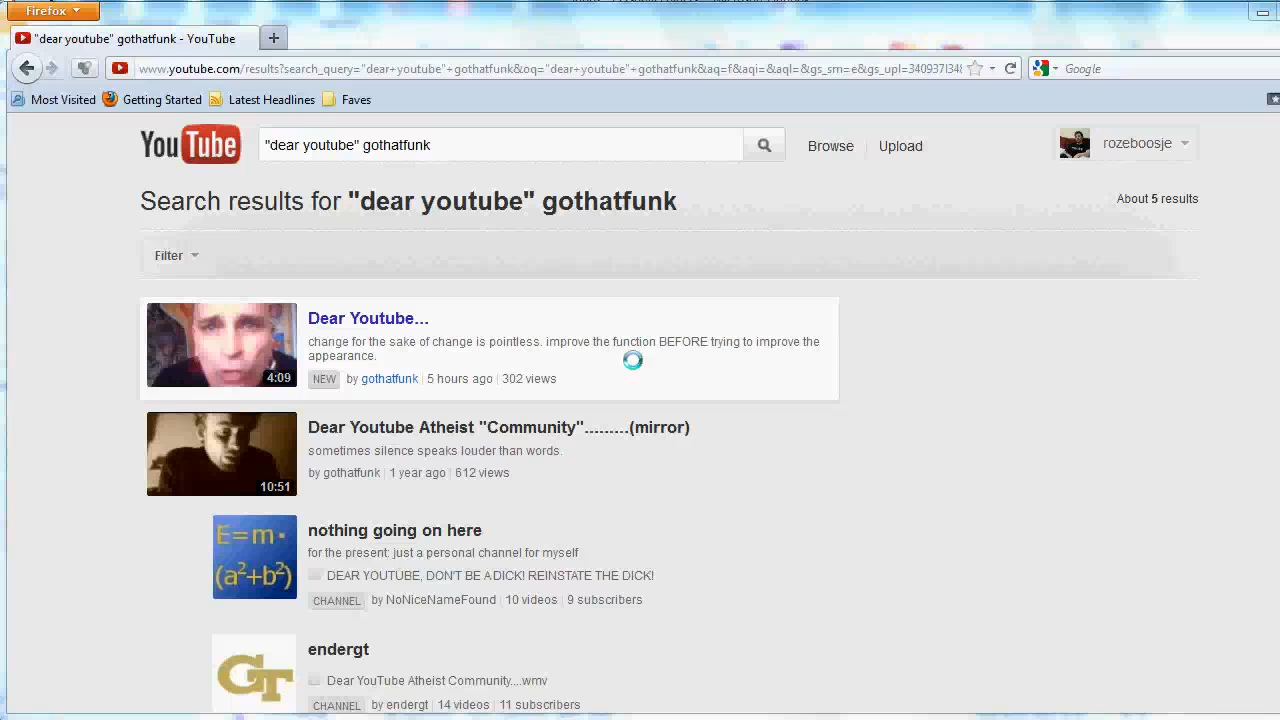 Firefox
"dear youtube" gothatfunk - YouTube
+
www.youtube.com/results?search_query="dear+youtube"+gothatfunk&oq="dear+youtube"+gothatfunk&aq=f&aqi=&aql=&gs_sm=e&gs_upl=340937l348
Google
Most Visited Getting Started Latest Headlines Faves
YouTube "dear youtube" gothatfunk Browse Upload rozeboosje
Search results for "dear youtube" gothatfunk
About 5 results
Filter
Dear Youtube...
change for the sake of change is pointless. improve the function BEFORE trying to improve the
appearance.
4:09
NEW by gothatfunk 5 hours ago 302 views
Dear Youtube Atheist "Community".........(mirror)
sometimes silence speaks louder than words.
by gothatfunk 1 year ago 612 views
10:51
E=m·
(a²+b²)
nothing going on here
for the present: just a personal channel for myself
DEAR YOUTUBE, DON'T BE A DICK! REINSTATE THE DICK!
CHANNEL by NoNiceNameFound 10 videos 9 subscribers
GT
endergt
Dear YouTube Atheist Community....wmv
CHANNEL by endergt 14 videos 11 subscribers